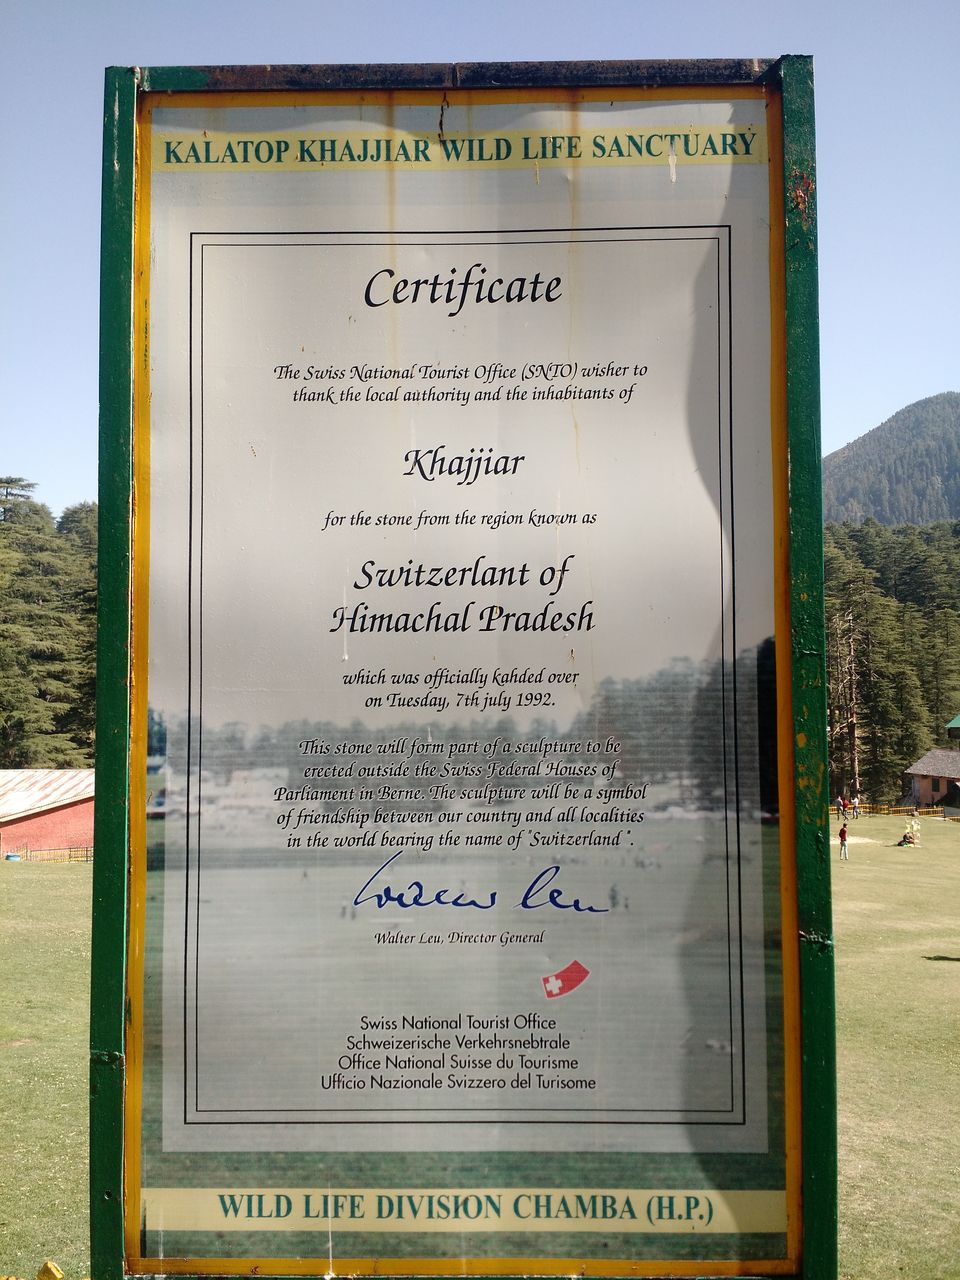 KALATOP KHAJJIAR WILD LIFE SANCTUARY
Certificate
The Swiss National Tourist Office (SNTO) wisher to
thank the local authority and the inhabitants of
Khajjiar
for the stone from the region known as
Switzerlant of
Himachal Pradesh
which was officially kahded over
on Tuesday, 7th july 1992.
This stone will form part of a sculpture to be
erected outside the Swiss Federal Houses of
Parliament in Berne. The sculpture will be a symbol
of friendship between our country and all localities
in the world bearing the name of "Switzerland".
Walter Leu
Walter Leu, Director General
Swiss National Tourist Office
Schweizerische Verkehrsnebtrale
Office National Suisse du Tourisme
Ufficio Nazionale Svizzero del Turisome
WILD LIFE DIVISION CHAMBA (H.P.)